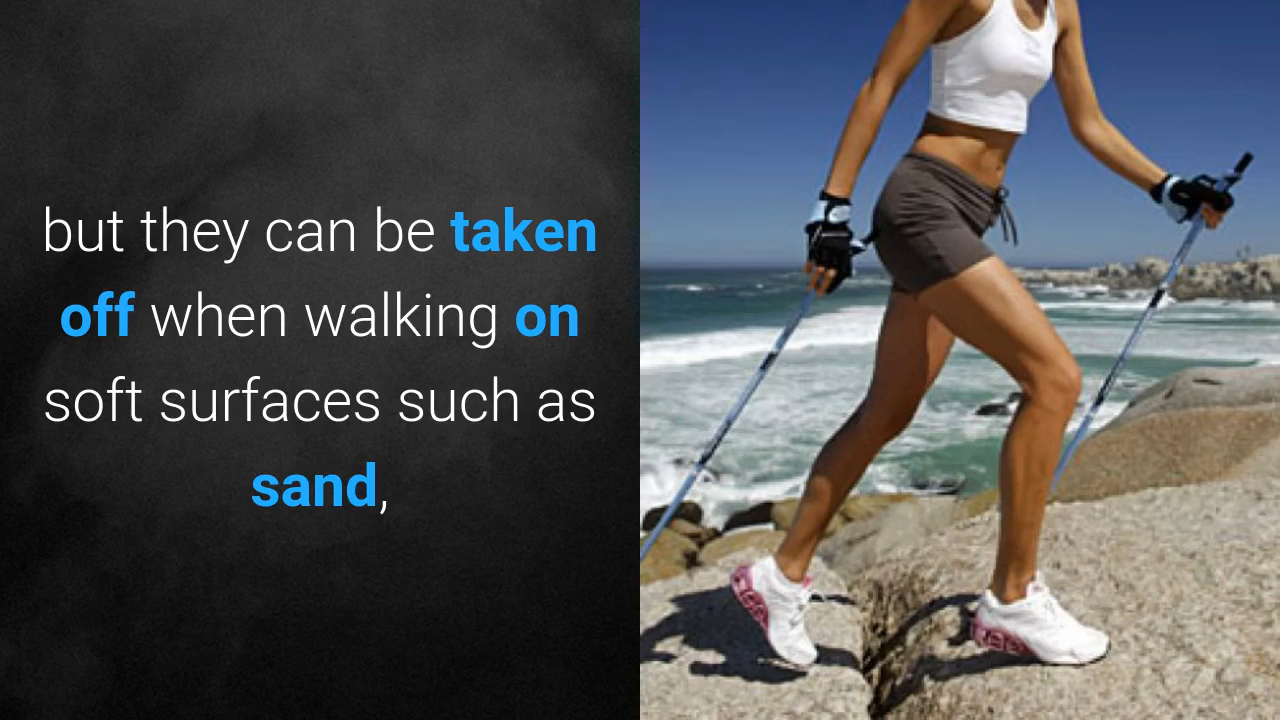 but they can be taken
off when walking on
soft surfaces such as
sand,